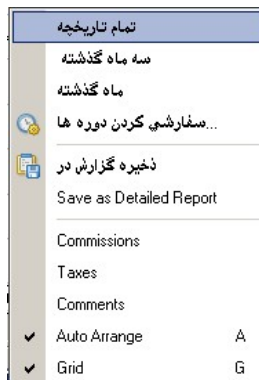 تمام تاریخچه
سه ماه گذشته
ماه گذشته
سفارشي کردن دوره ها...
ذخیره گزارش در
Save as Detailed Report
Commissions
Taxes
Comments
Auto Arrange A
Grid G